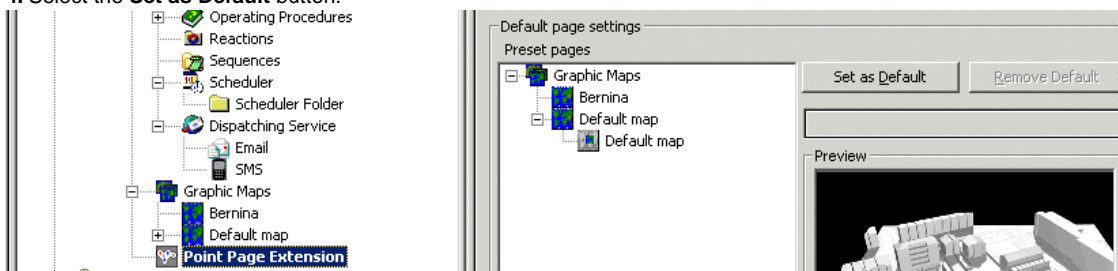 4. Select the Set as Default button.
Operating Procedures
Reactions
Sequences
Scheduler
Scheduler Folder
Dispatching Service
Email
SMS
Graphic Maps
Bernina
Default map
Point Page Extension
Default page settings
Preset pages
Graphic Maps
Bernina
Default map
Default map
Set as Default
Remove Default
Preview